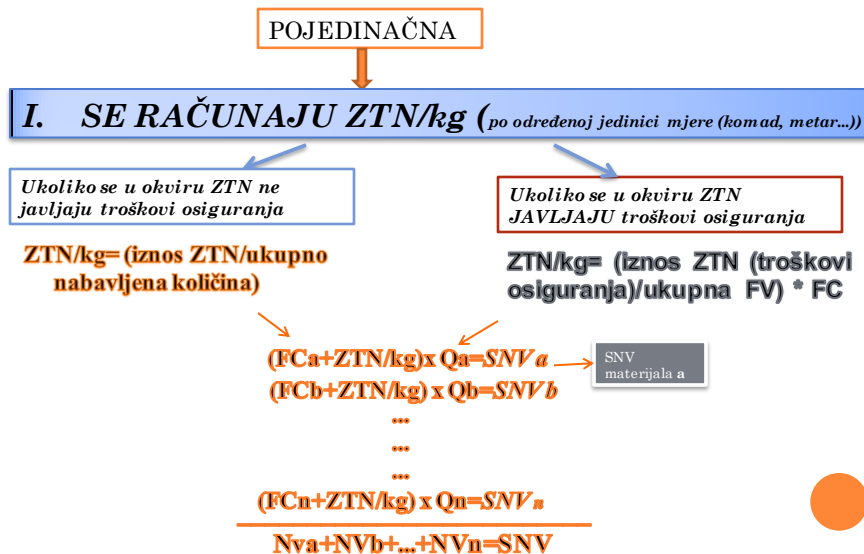 POJEDINAČNA
I. SE RAČUNAJU ZTN/kg (po određenoj jedinici mjere (komad, metar...))
Ukoliko se u okviru ZTN ne
javljaju troškovi osiguranja
Ukoliko se u okviru ZTN
JAVLJAJU troškovi osiguranja
ZTN/kg= (iznos ZTN/ukupno
nabavljena količina)
ZTN/kg= (iznos ZTN (troškovi
osiguranja)/ukupna FV) * FC
(FCa+ZTN/kg)x Qa=SNVa
SNV
materijala a
(FCb+ZTN/kg) x Qb=SNVb
...
...
...
(FCn+ZTN/kg) x Qn=SNVn
Nva+NVb+...+NVn=SNV